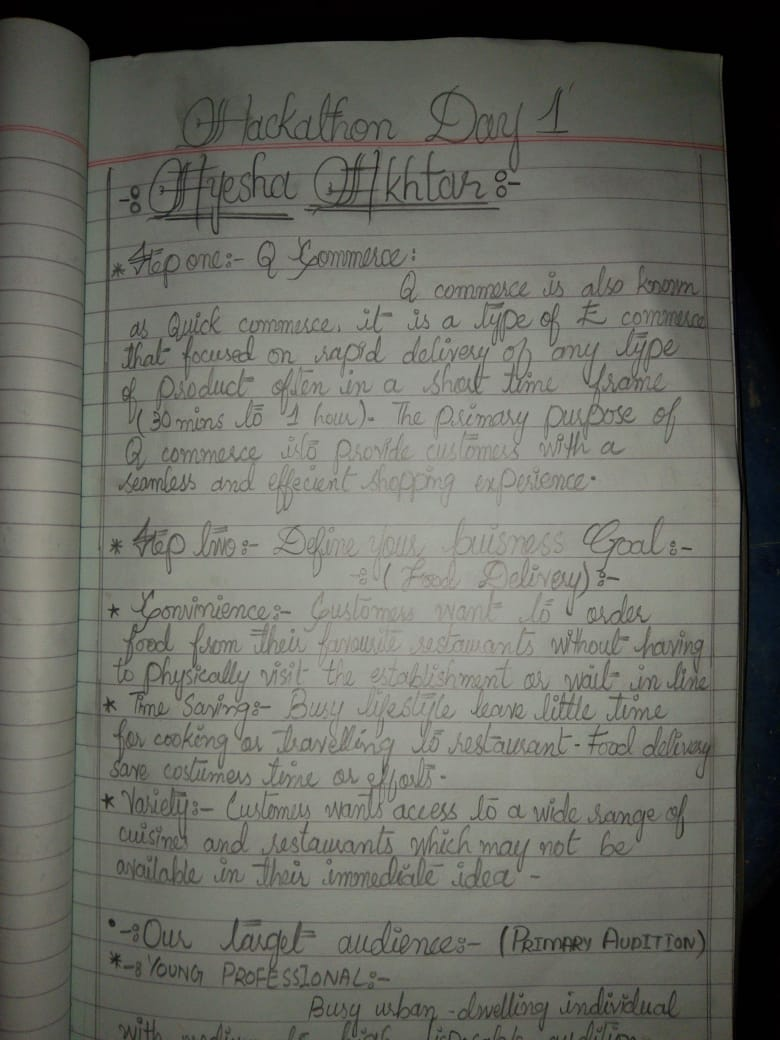 Hackathon Day 1
-: Ayesha Akhtar :-
* Step one:- Q Commerce:
Q commerce is also known
as Quick commerce. it is a type of E commerce
that focused on rapid delivery of any type
of product often in a short time frame
(30 mins to 1 hour). The primary purpose of
Q commerce is to provide customers with a
seamless and effecient shopping experience.
* Step two:- Define your buisness Goal:-
-:( Food Delivery):-
* Convinience:- Customers want to order
food from their favourite restaurants without having
to physically visit the establishment or wait in line
* Time Saving:- Busy lifestyle leave little time
for cooking or travelling to restaurant. Food delivery
save costumers time or efforts.
* Variety:- Customers wants access to a wide range of
cuisines and restaurants which may not be
available in their immediate idea -
• -: Our target audience:- (PRIMARY AUDITION)
* -: YOUNG PROFESSIONAL:-
Busy urban-dwelling individual
with to high